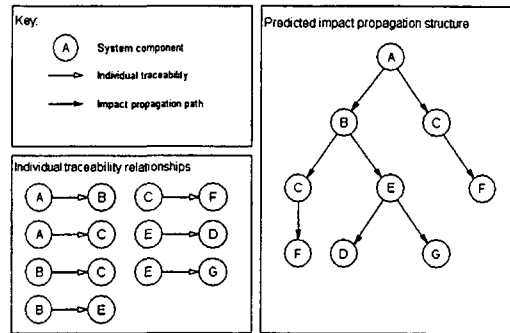 Key:
A System component
Individual traceability
Impact propagation path
Individual traceability relationships
A B C F
A C E D
B C E G
B E
Predicted impact propagation structure
A
B C
C E F
F D G